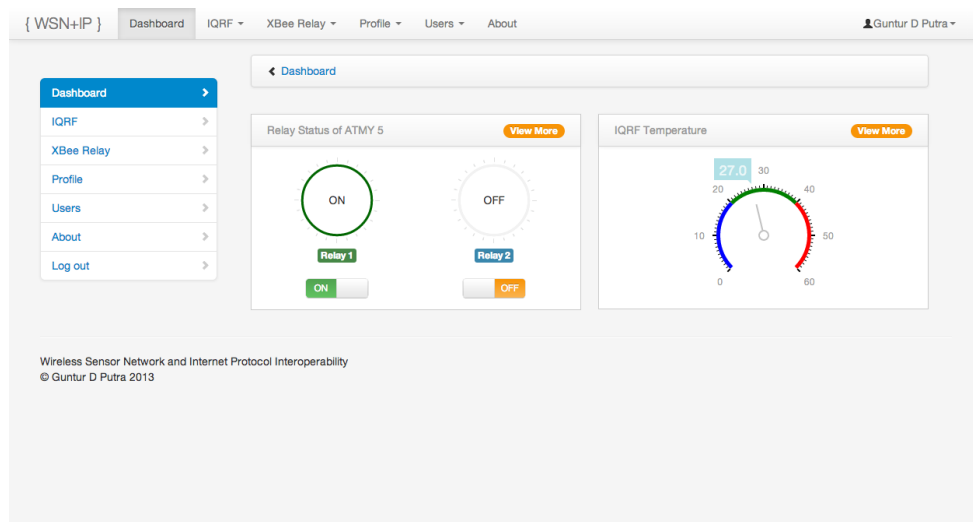 { WSN+IP } Dashboard IQRF XBee Relay Profile Users About Guntur D Putra
Dashboard
Dashboard
IQRF
XBee Relay
Profile
Users
About
Log out
Relay Status of ATMY 5 View More
ON OFF
Relay 1 Relay 2
ON OFF
IQRF Temperature View More
27.0
0 10 20 30 40 50 60
Wireless Sensor Network and Internet Protocol Interoperability
© Guntur D Putra 2013